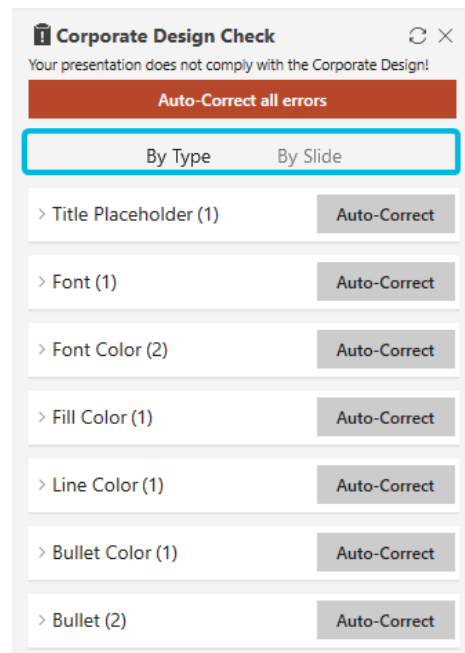 Corporate Design Check
Your presentation does not comply with the Corporate Design!
Auto-Correct all errors
By Type By Slide
Title Placeholder (1) Auto-Correct
Font (1) Auto-Correct
Font Color (2) Auto-Correct
Fill Color (1) Auto-Correct
Line Color (1) Auto-Correct
Bullet Color (1) Auto-Correct
Bullet (2) Auto-Correct